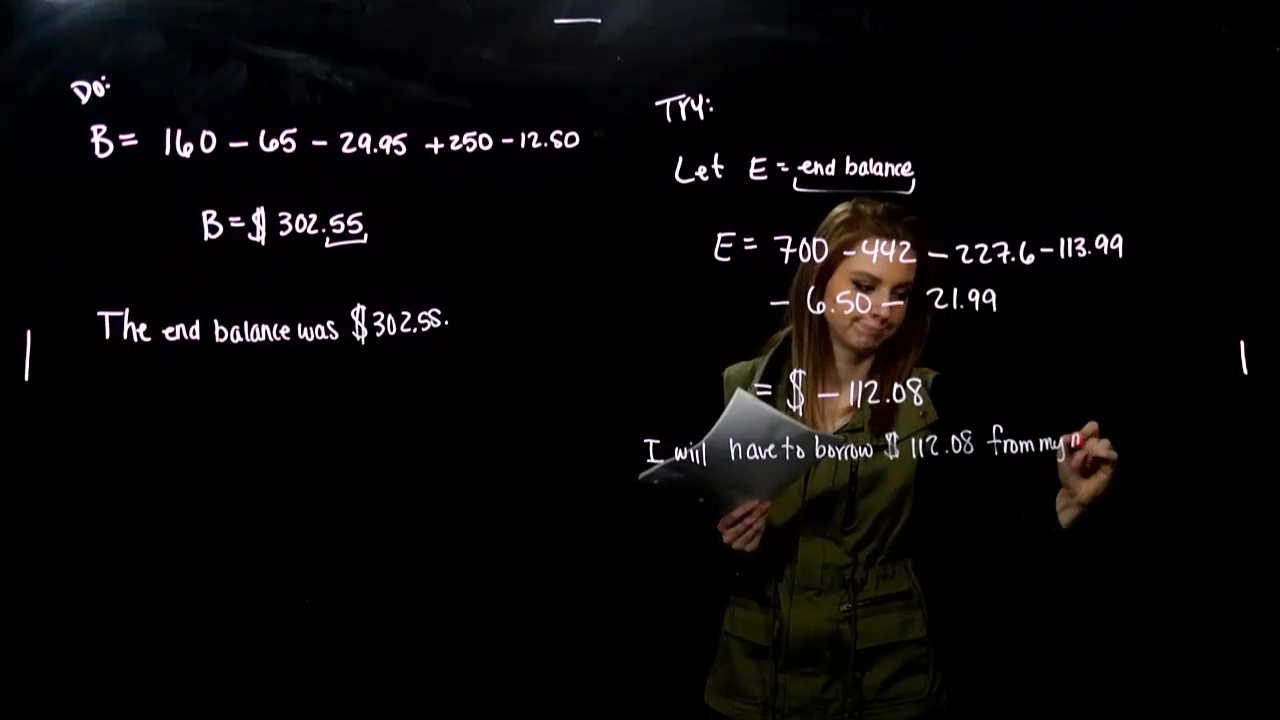 DO:
B = 160 – 65 – 29.95 +250 –12.50
B = $ 302.55
The end balance was $302.55.
TRY:
Let E = end balance
E = 700 –442 – 227.6 –113.99
– 6.50 – 21.99
= $ –112.08
I will have to borrow $ 112.08 from my